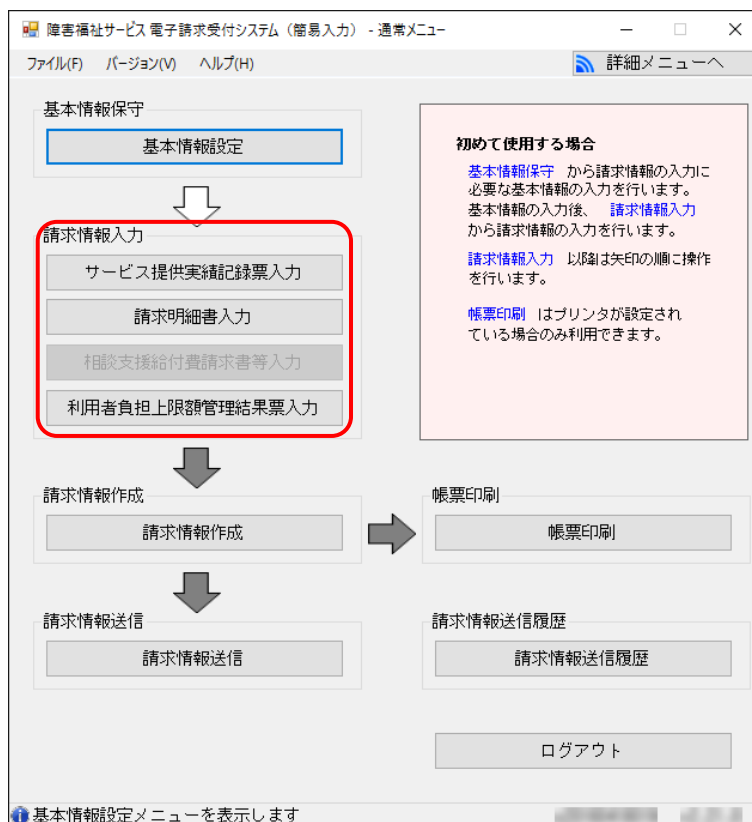 障害福祉サービス 電子請求受付システム（簡易入力） - 通常メニュー
ファイル(F) バージョン(V) ヘルプ(H)
詳細メニューへ
基本情報保守
基本情報設定
初めて使用する場合
基本情報保守 から請求情報の入力に
必要な基本情報の入力を行います。
基本情報の入力後、 請求情報入力
から請求情報の入力を行います。
請求情報入力 以降は矢印の順に操作
を行います。
帳票印刷 はプリンタが設定され
ている場合のみ利用できます。
請求情報入力
サービス提供実績記録票入力
請求明細書入力
相談支援給付費請求書等入力
利用者負担上限額管理結果票入力
請求情報作成
請求情報作成
帳票印刷
帳票印刷
請求情報送信
請求情報送信
請求情報送信履歴
請求情報送信履歴
ログアウト
基本情報設定メニューを表示します